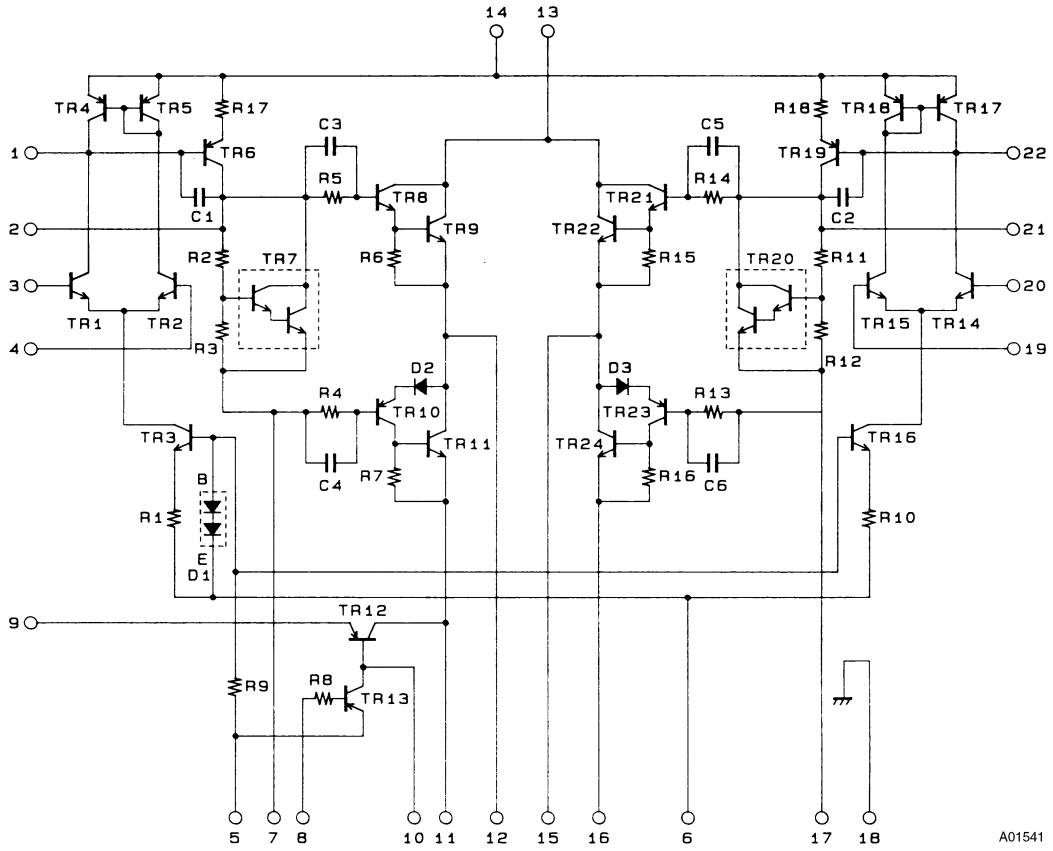 14 13
TR4 TR5 R17 C3 C5 R18 TR18 TR17
1 TR6 R5 TR8 TR21 R14 TR19 22
C1 C2
2 R2 TR7 R6 TR9 TR22 R15 TR20 R11 21
3 TR1 TR2 TR15 TR14 20
4 R3 R12 19
D2 D3
R4 TR10 TR23 R13
TR3 TR11 TR24 TR16
C4 R7 R16 C6
B
R1 R10
E
D1
9 TR12
R9 R8 TR13
5 7 8 10 11 12 15 16 6 17 18
A01541